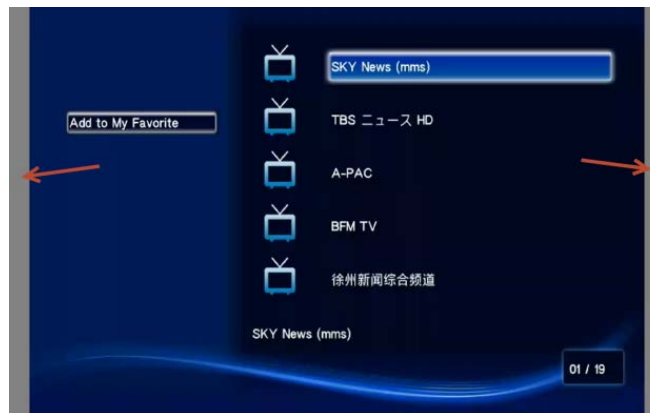 SKY News (mms)
Add to My Favorite
TBS ニュース HD
A-PAC
BFM TV
徐州新闻综合频道
SKY News (mms)
01 / 19